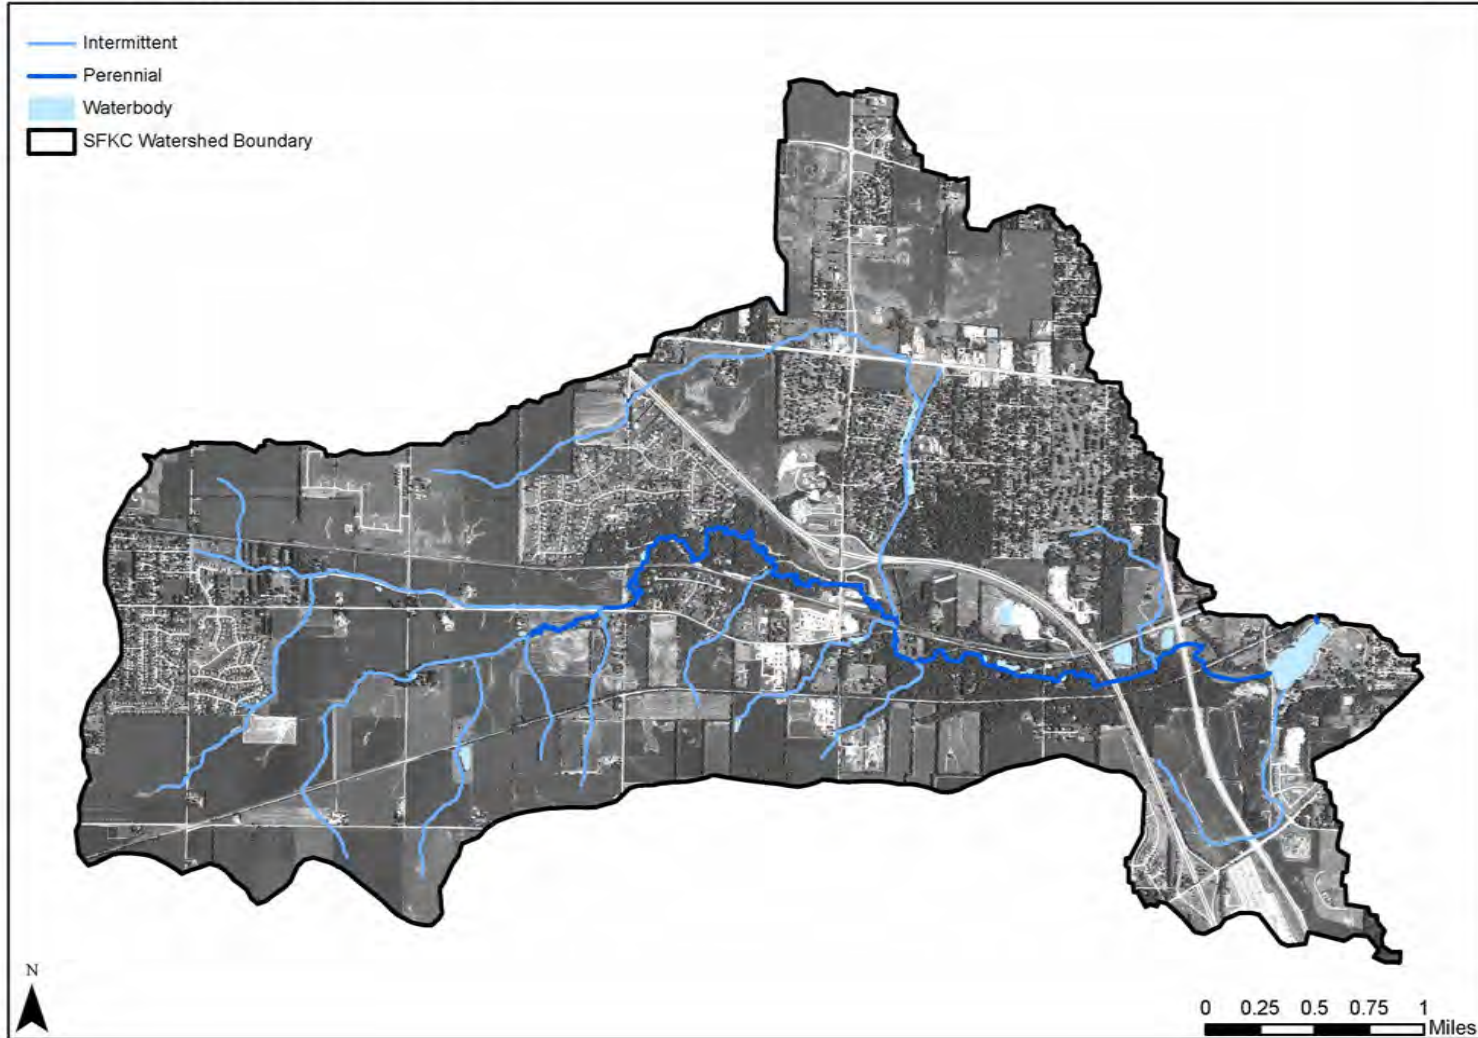 Intermittent
Perennial
Waterbody
SFKC Watershed Boundary
N
0 0.25 0.5 0.75 1
Miles